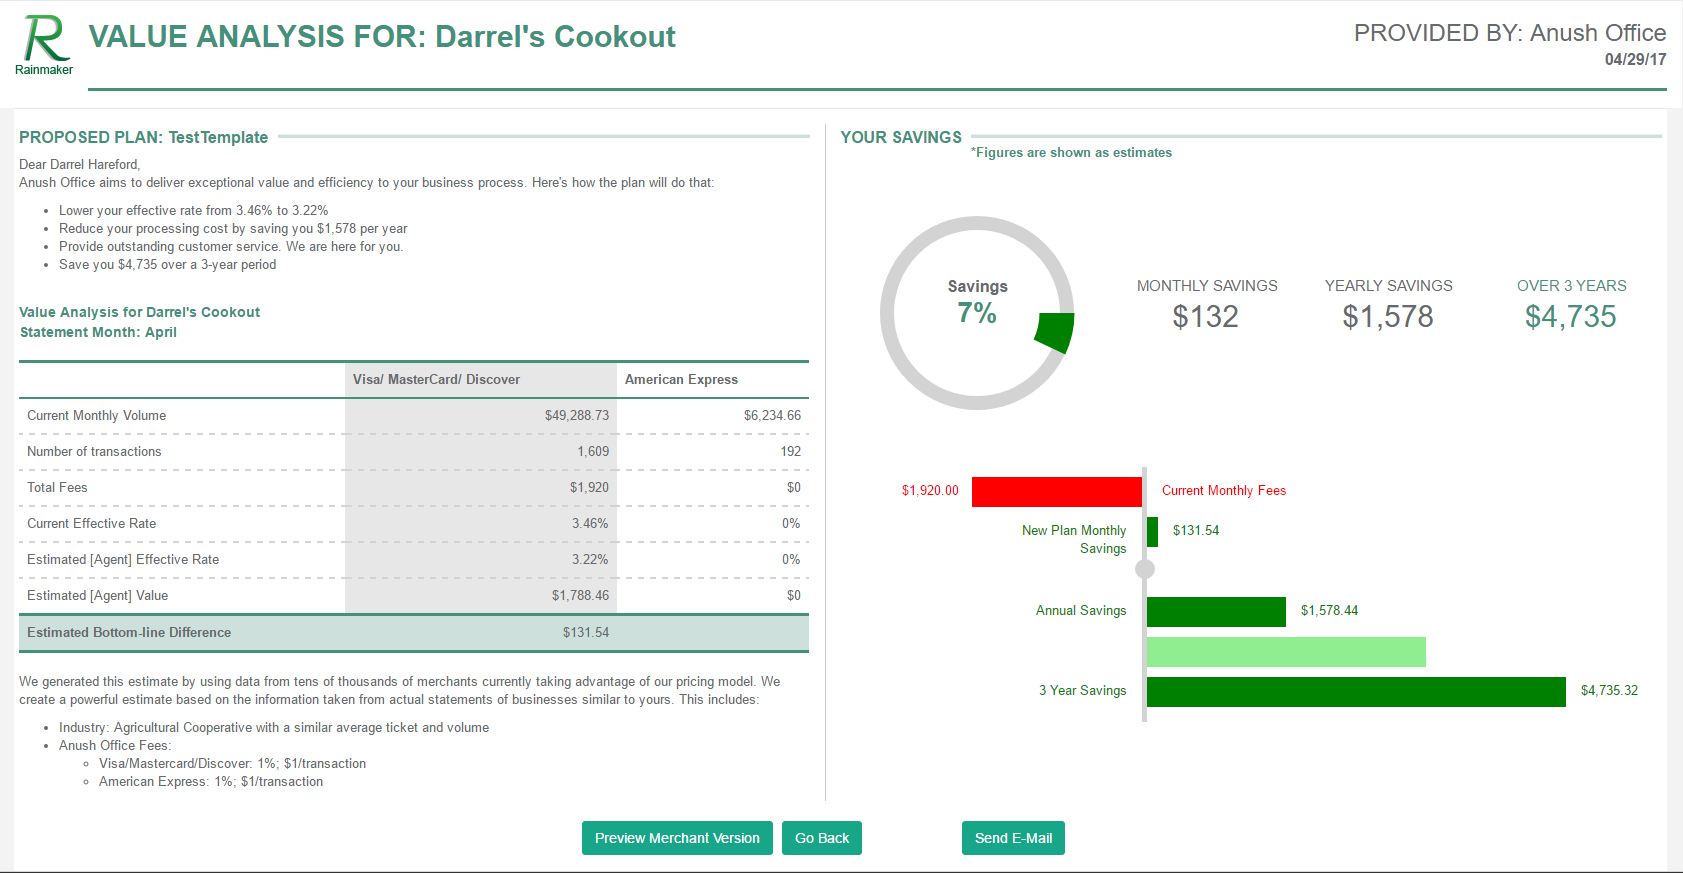 Rainmaker
VALUE ANALYSIS FOR: Darrel's Cookout
PROVIDED BY: Anush Office
04/29/17
PROPOSED PLAN: TestTemplate
Dear Darrel Hareford,
Anush Office aims to deliver exceptional value and efficiency to your business process. Here's how the plan will do that:
• Lower your effective rate from 3.46% to 3.22%
• Reduce your processing cost by saving you $1,578 per year
• Provide outstanding customer service. We are here for you.
• Save you $4,735 over a 3-year period
Value Analysis for Darrel's Cookout
Statement Month: April
Visa/ MasterCard/ Discover American Express
Current Monthly Volume $49,288.73 $6,234.66
Number of transactions 1,609 192
Total Fees $1,920 $0
Current Effective Rate 3.46% 0%
Estimated [Agent] Effective Rate 3.22% 0%
Estimated [Agent] Value $1,788.46 $0
Estimated Bottom-line Difference $131.54
We generated this estimate by using data from tens of thousands of merchants currently taking advantage of our pricing model. We
create a powerful estimate based on the information taken from actual statements of businesses similar to yours. This includes:
• Industry: Agricultural Cooperative with a similar average ticket and volume
• Anush Office Fees:
◦ Visa/Mastercard/Discover: 1%; $1/transaction
◦ American Express: 1%; $1/transaction
YOUR SAVINGS
*Figures are shown as estimates
Savings
7%
MONTHLY SAVINGS YEARLY SAVINGS OVER 3 YEARS
$132 $1,578 $4,735
$1,920.00 Current Monthly Fees
New Plan Monthly
Savings
$131.54
Annual Savings $1,578.44
3 Year Savings $4,735.32
Preview Merchant Version Go Back Send E-Mail